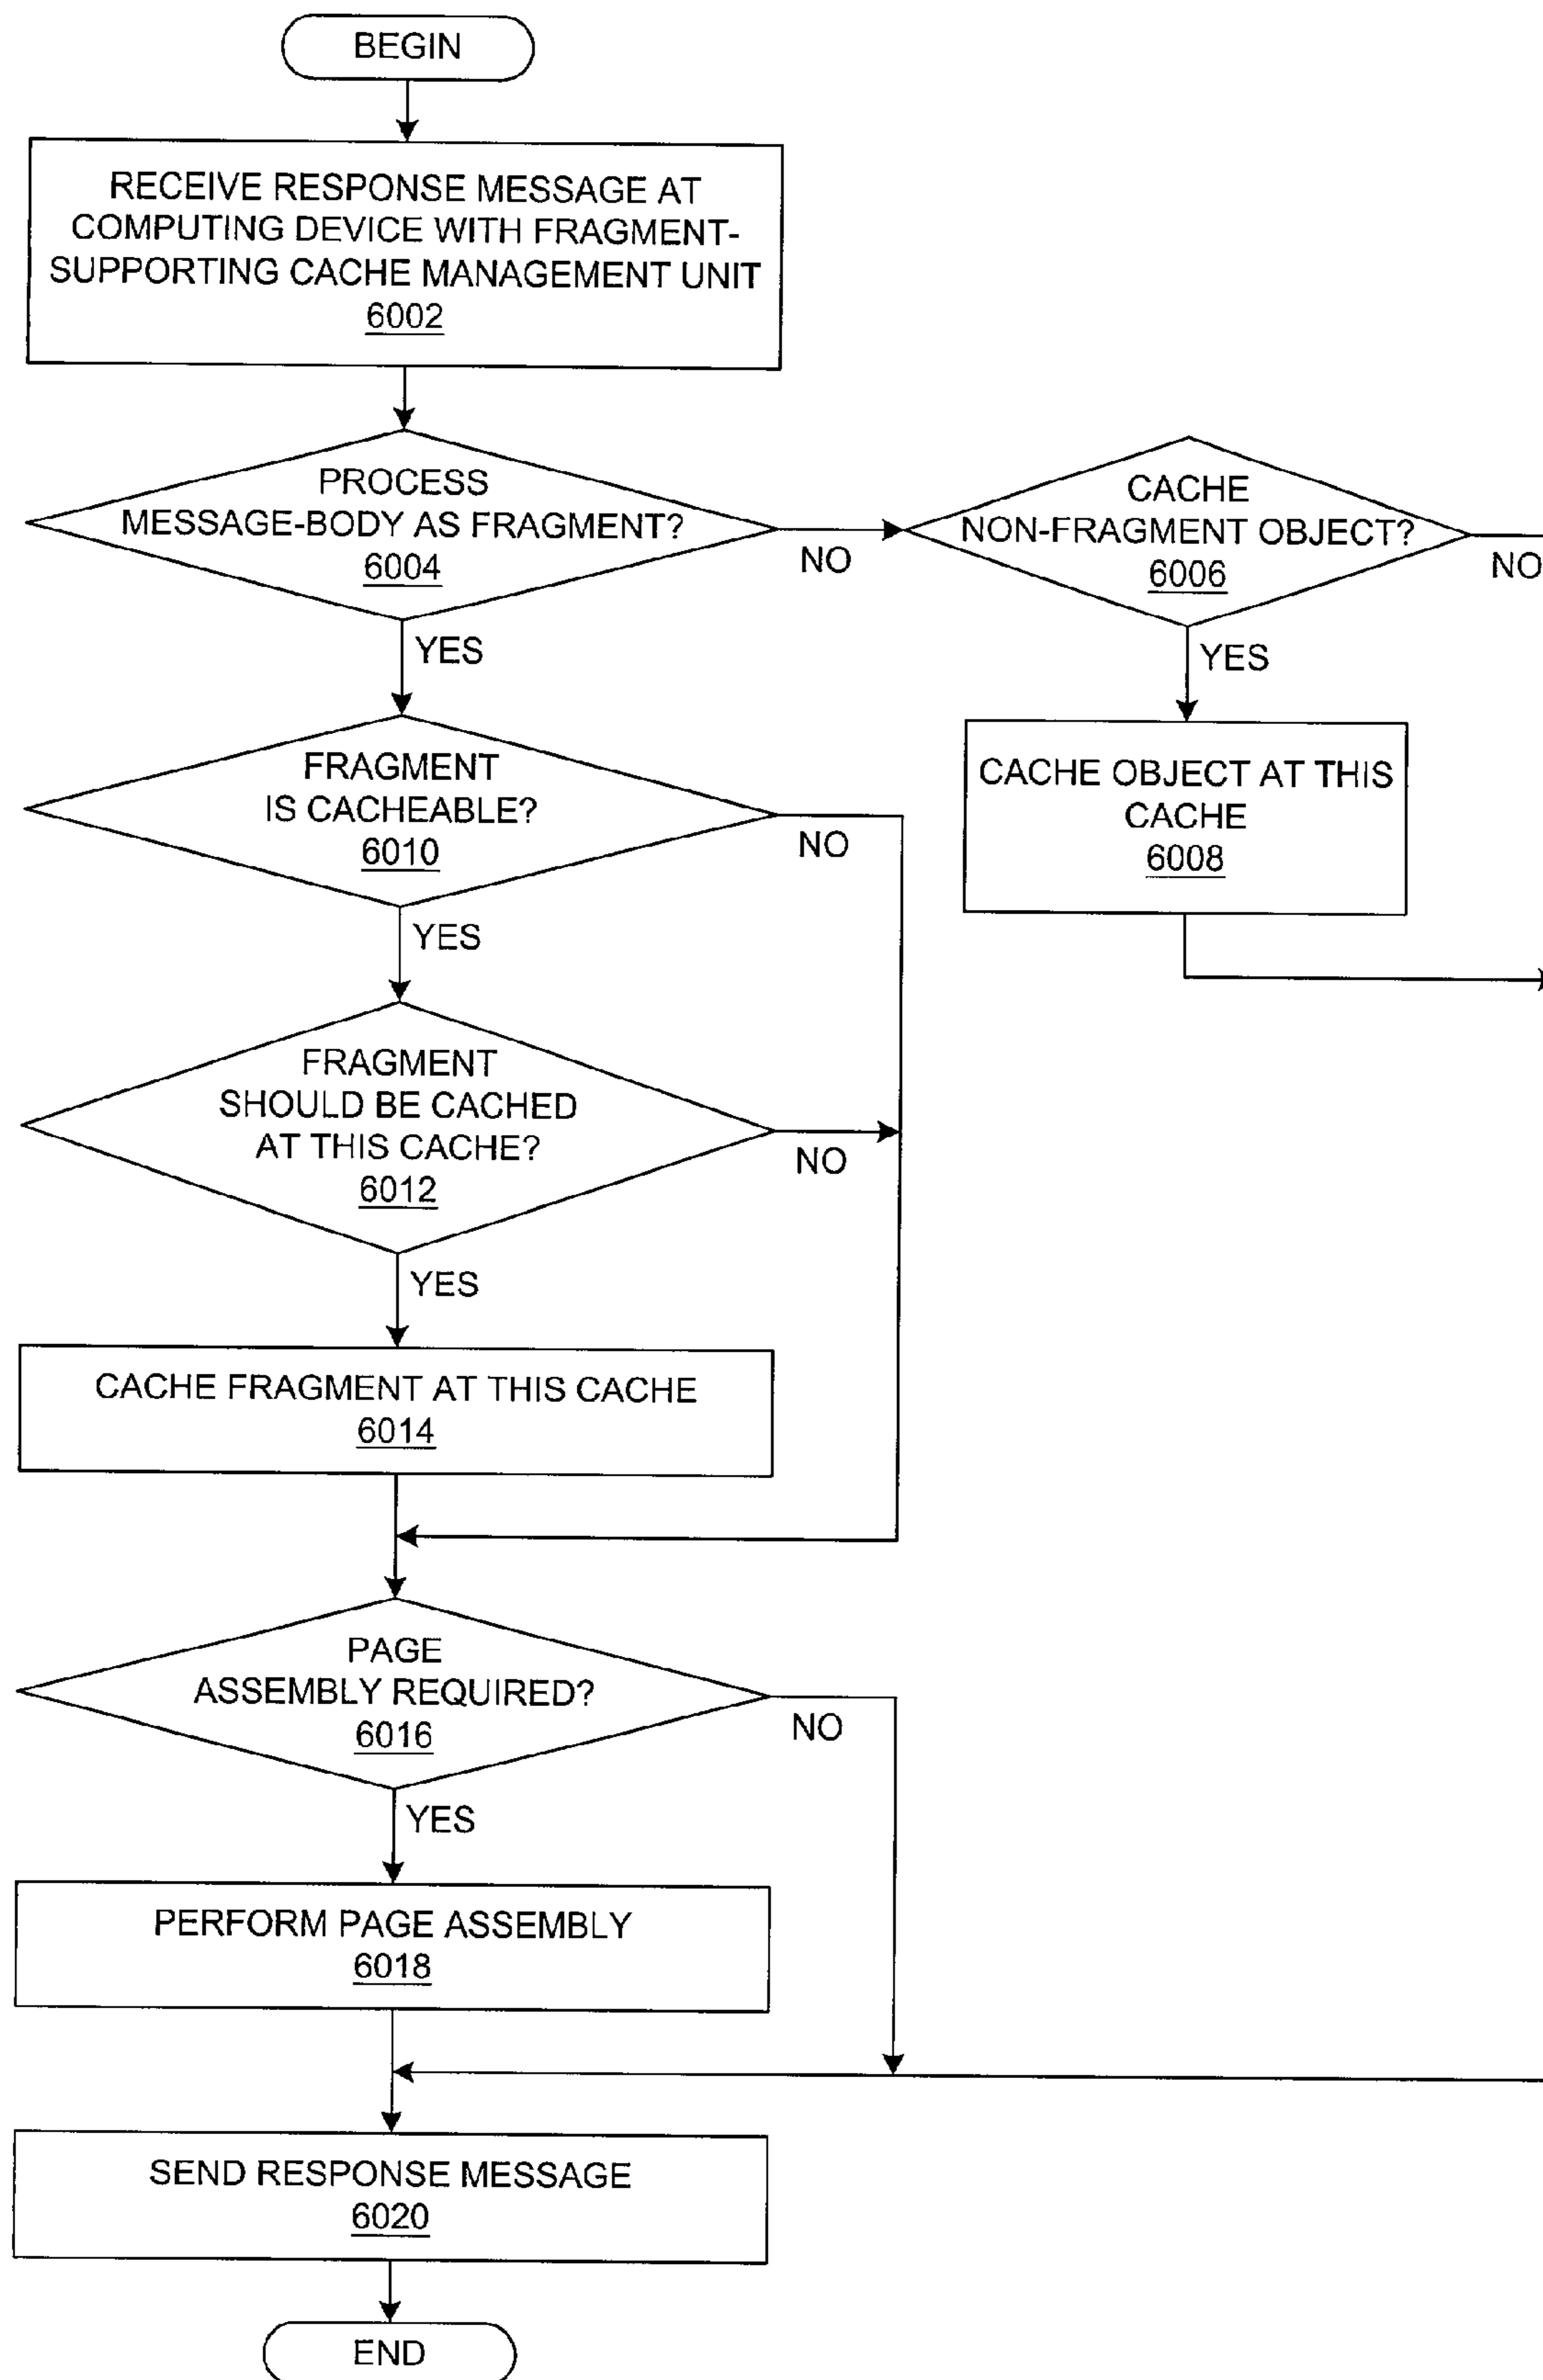 BEGIN
RECEIVE RESPONSE MESSAGE AT
COMPUTING DEVICE WITH FRAGMENT-
SUPPORTING CACHE MANAGEMENT UNIT
6002
PROCESS
MESSAGE-BODY AS FRAGMENT?
6004
NO
YES
CACHE
NON-FRAGMENT OBJECT?
6006
NO
YES
CACHE OBJECT AT THIS
CACHE
6008
FRAGMENT
IS CACHEABLE?
6010
NO
YES
FRAGMENT
SHOULD BE CACHED
AT THIS CACHE?
6012
NO
YES
CACHE FRAGMENT AT THIS CACHE
6014
PAGE
ASSEMBLY REQUIRED?
6016
NO
YES
PERFORM PAGE ASSEMBLY
6018
SEND RESPONSE MESSAGE
6020
END